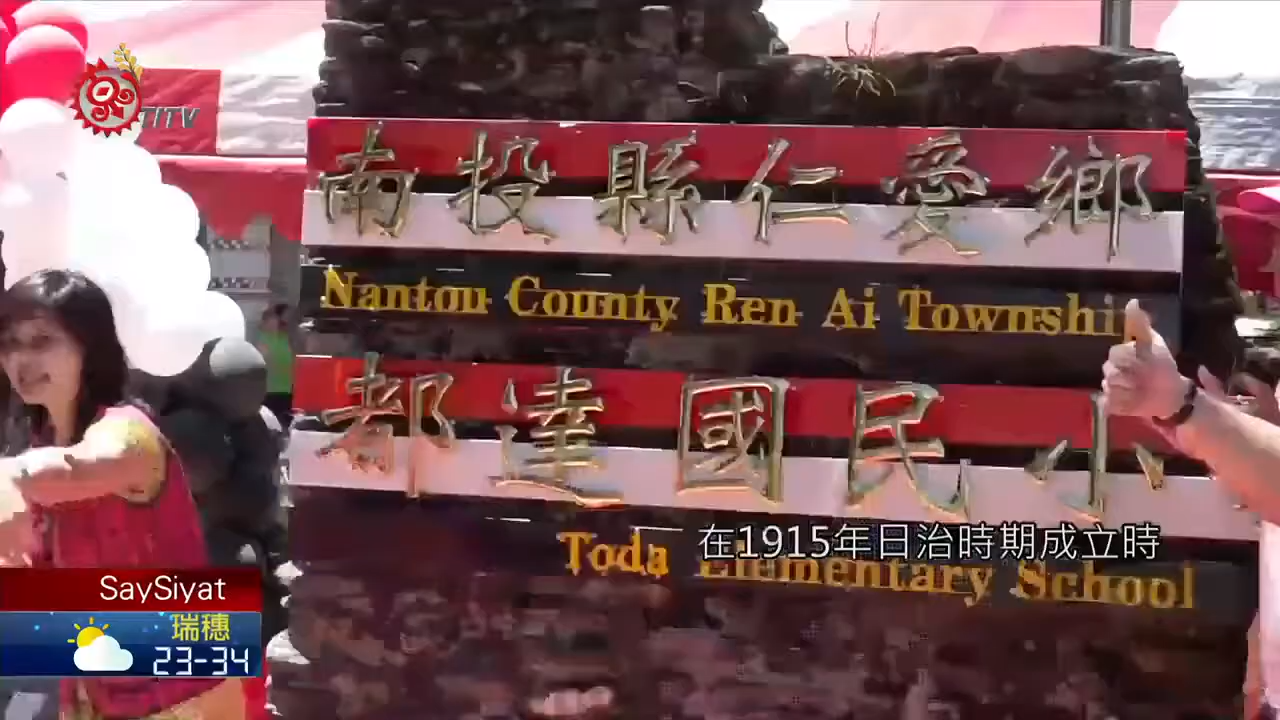 TITV
南投縣仁愛鄉
Nantou County Ren Ai Townshi
都達國民小
在1915年日治時期成立時
Toda Elementary School
SaySiyat
瑞穗
23-34